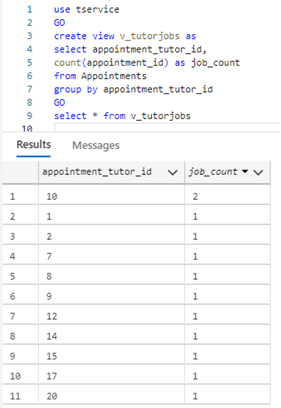 1 use tservice
2 GO
3 create view v_tutorjobs as
4 select appointment_tutor_id,
5 count(appointment_id) as job_count
6 from Appointments
7 group by appointment_tutor_id
8 GO
9 select * from v_tutorjobs
10
Results Messages
appointment_tutor_id job_count
1 10 2
2 1 1
3 2 1
4 7 1
5 8 1
6 9 1
7 12 1
8 14 1
9 15 1
10 17 1
11 20 1